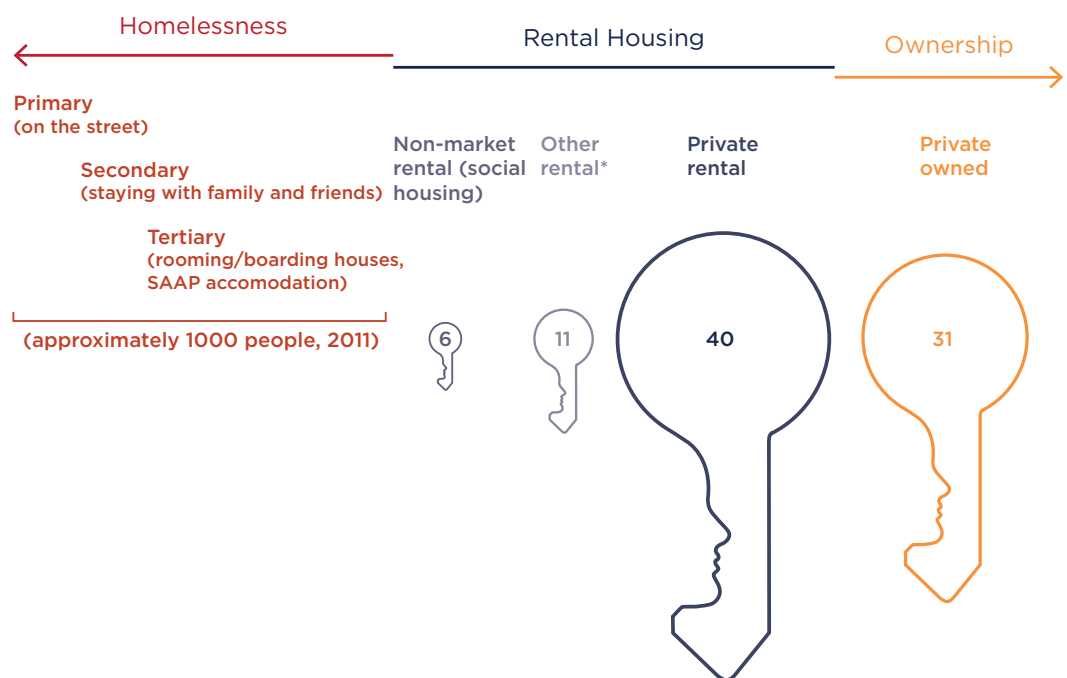 Homelessness
Rental Housing
Ownership
Primary
(on the street)
Secondary
(staying with family and friends)
Tertiary
(rooming/boarding houses,
SAAP accomodation)
(approximately 1000 people, 2011)
Non-market
rental (social
housing)
Other
rental*
Private
rental
Private
owned
6
11
40
31